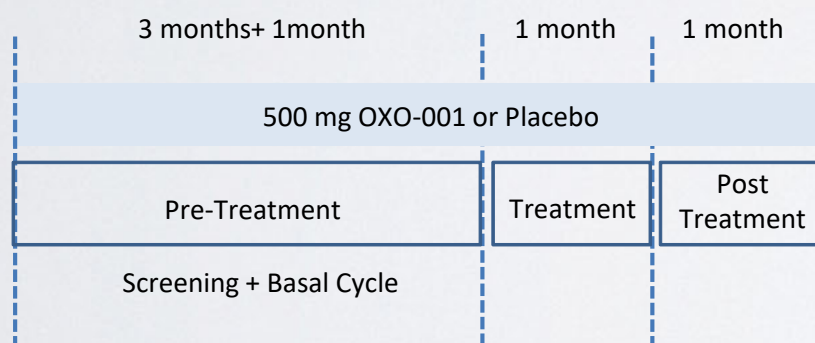 3 months+ 1month
1 month
1 month
500 mg OXO-001 or Placebo
Pre-Treatment
Treatment
Post
Treatment
Screening + Basal Cycle